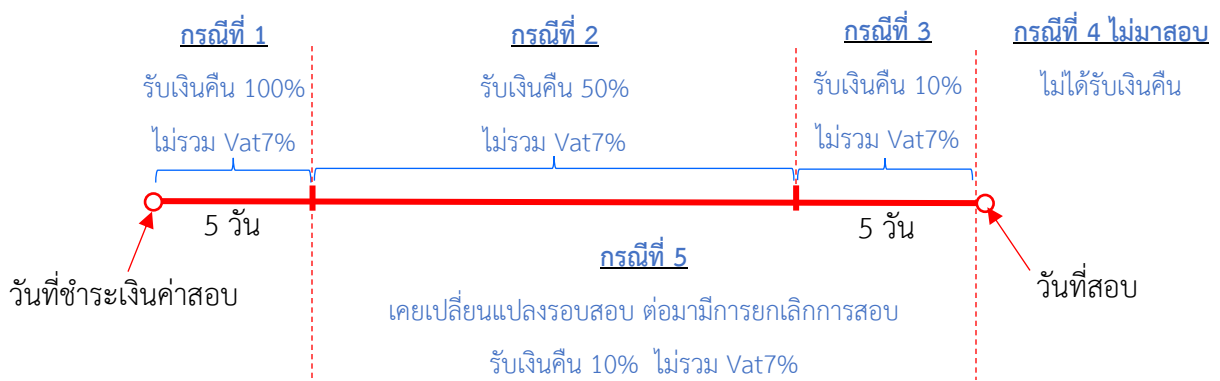 กรณีที่ 1
รับเงินคืน 100%
ไม่รวม Vat7%
กรณีที่ 2
รับเงินคืน 50%
ไม่รวม Vat7%
กรณีที่ 3
รับเงินคืน 10%
ไม่รวม Vat7%
กรณีที่ 4 ไม่มาสอบ
ไม่ได้รับเงินคืน
5 วัน
5 วัน
วันที่ชำระเงินค่าสอบ
วันที่สอบ
กรณีที่ 5
เคยเปลี่ยนแปลงรอบสอบ ต่อมามีการยกเลิกการสอบ
รับเงินคืน 10% ไม่รวม Vat7%